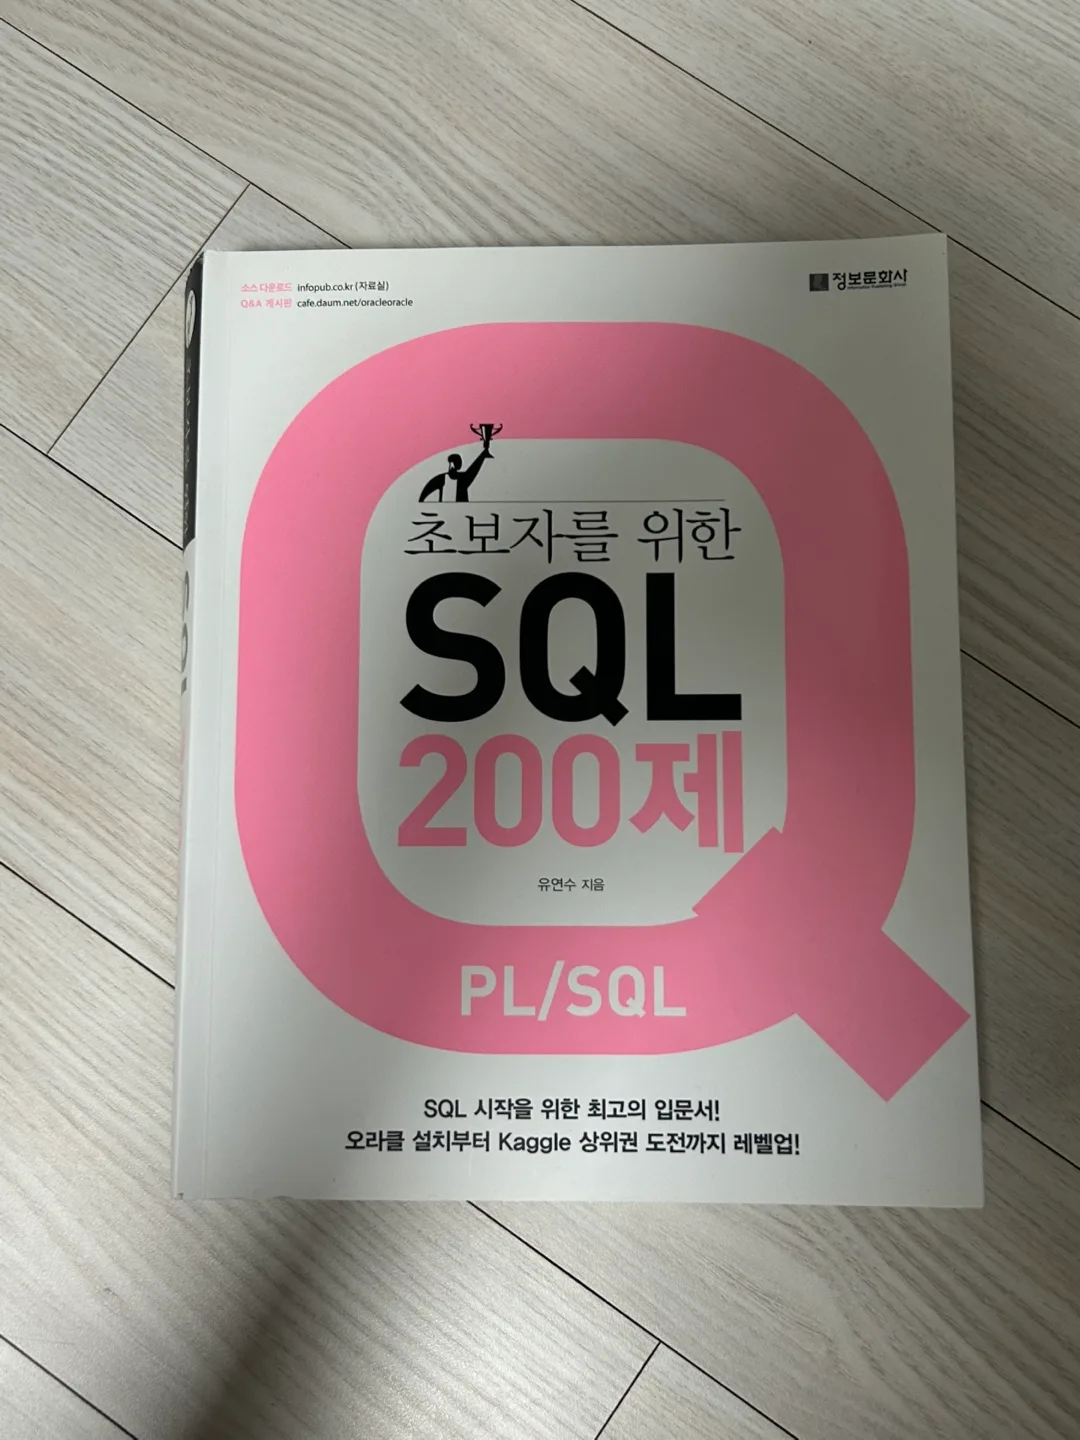 소스 다운로드 infopub.co.kr (자료실)
Q&A 게시판 cafe.daum.net/oracleoracle
정보문화사
초보자를 위한
SQL
200제
유연수 지음
PL/SQL
SQL 시작을 위한 최고의 입문서!
오라클 설치부터 Kaggle 상위권 도전까지 레벨업!